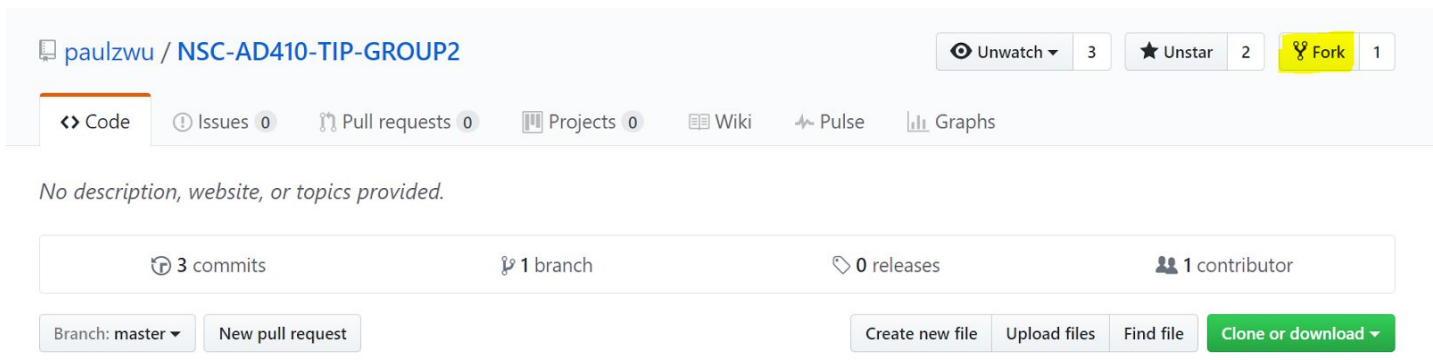 paulzwu / NSC-AD410-TIP-GROUP2 Unwatch 3 Unstar 2 Fork 1
Code Issues 0 Pull requests 0 Projects 0 Wiki Pulse Graphs
No description, website, or topics provided.
3 commits 1 branch 0 releases 1 contributor
Branch: master New pull request Create new file Upload files Find file Clone or download